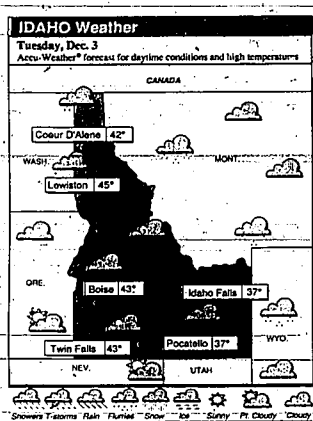 IDAHO Weather
Tuesday, Dec. 3
Accu-Weather® forecast for daytime conditions and high temperatures
CANADA
Coeur D'Alene 42°
WASH.
MONT.
Lewiston 45°
ORE.
Boise 43°
Idaho Falls 37°
WYO.
Twin Falls 43°
Pocatello 37°
NEV.
UTAH
Showers T-storms Rain Flurries Snow Ice Sunny Pt. Cloudy Cloudy